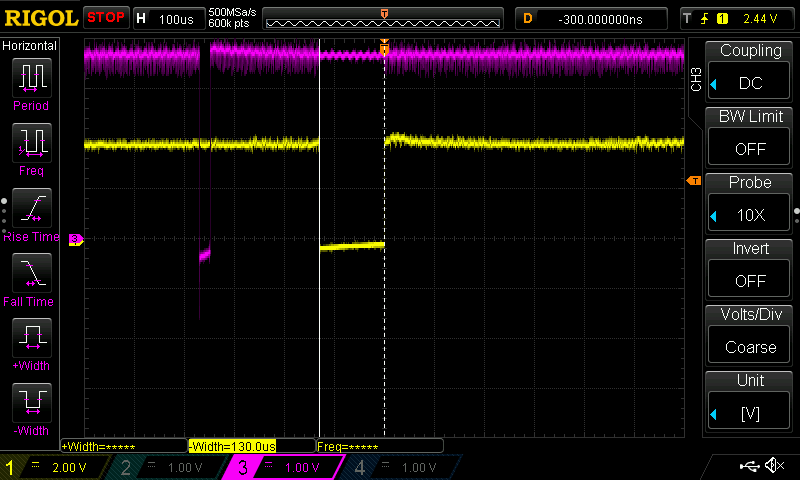 RIGOL STOP H 100us 500MSa/s 600k pts T D -300.000000ns T 1 2.44 V
Horizontal
Period
Freq
Rise Time
Fall Time
+Width
-Width
T
T
3
CH3
Coupling
DC
BW Limit
OFF
Probe
10X
Invert
OFF
Volts/Div
Coarse
Unit
[V]
+Width=***** -Width=130.0us Freq=*****
1 2.00 V 2 1.00 V 3 1.00 V 4 1.00 V